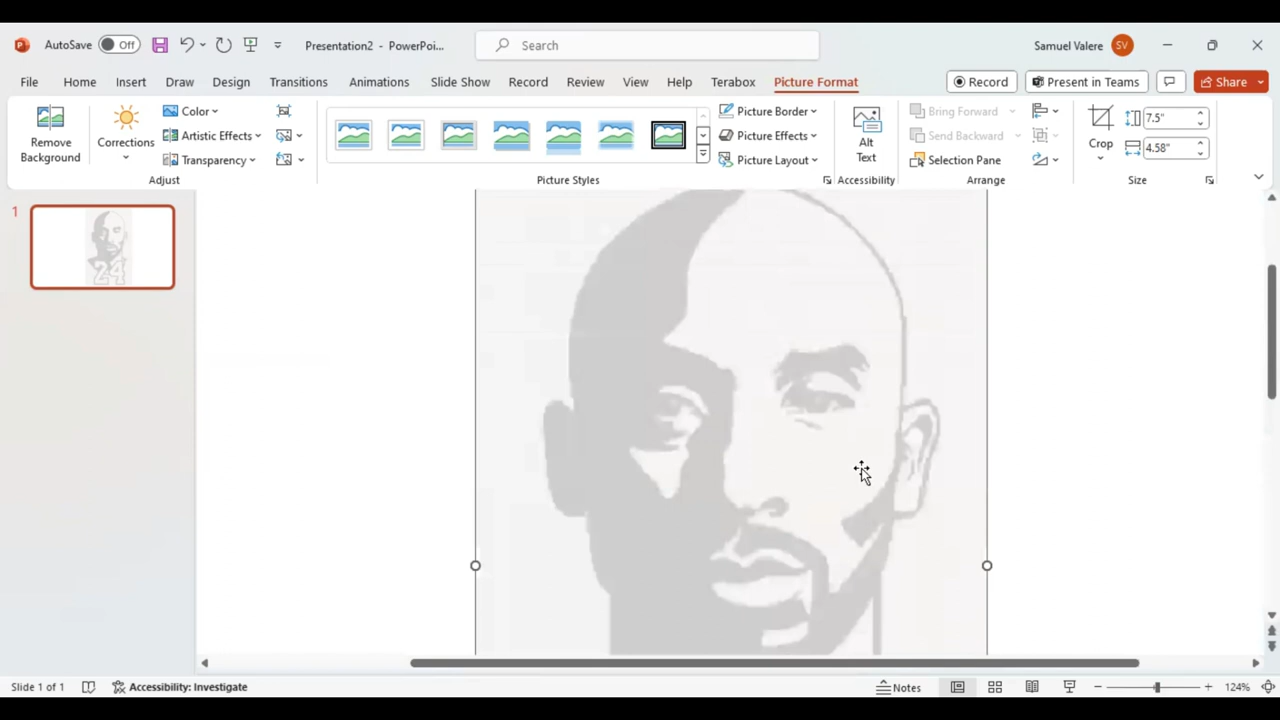 AutoSave Off Presentation2 - PowerPoi... Search Samuel Valere SV
File Home Insert Draw Design Transitions Animations Slide Show Record Review View Help Terabox Picture Format Record Present in Teams Share
Remove Background
Corrections
Color
Artistic Effects
Transparency
Adjust
Picture Border
Picture Effects
Picture Layout
Picture Styles
Alt Text
Accessibility
Bring Forward
Send Backward
Selection Pane
Arrange
Crop
7.5"
4.58"
Size
1
24
Slide 1 of 1 Accessibility: Investigate Notes 124%